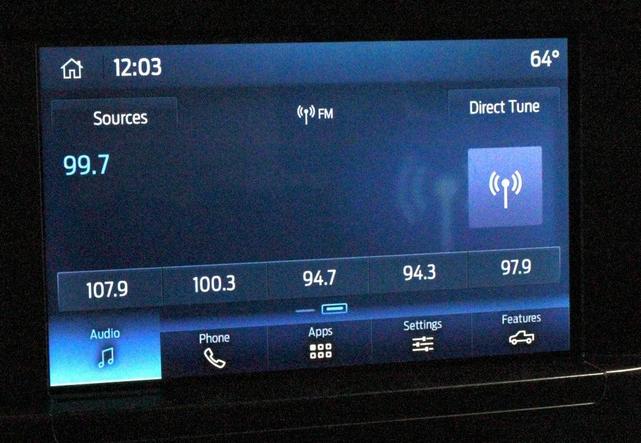 12:03
64°
Sources
FM
Direct Tune
99.7
107.9
100.3
94.7
94.3
97.9
Audio
Phone
Apps
Settings
Features